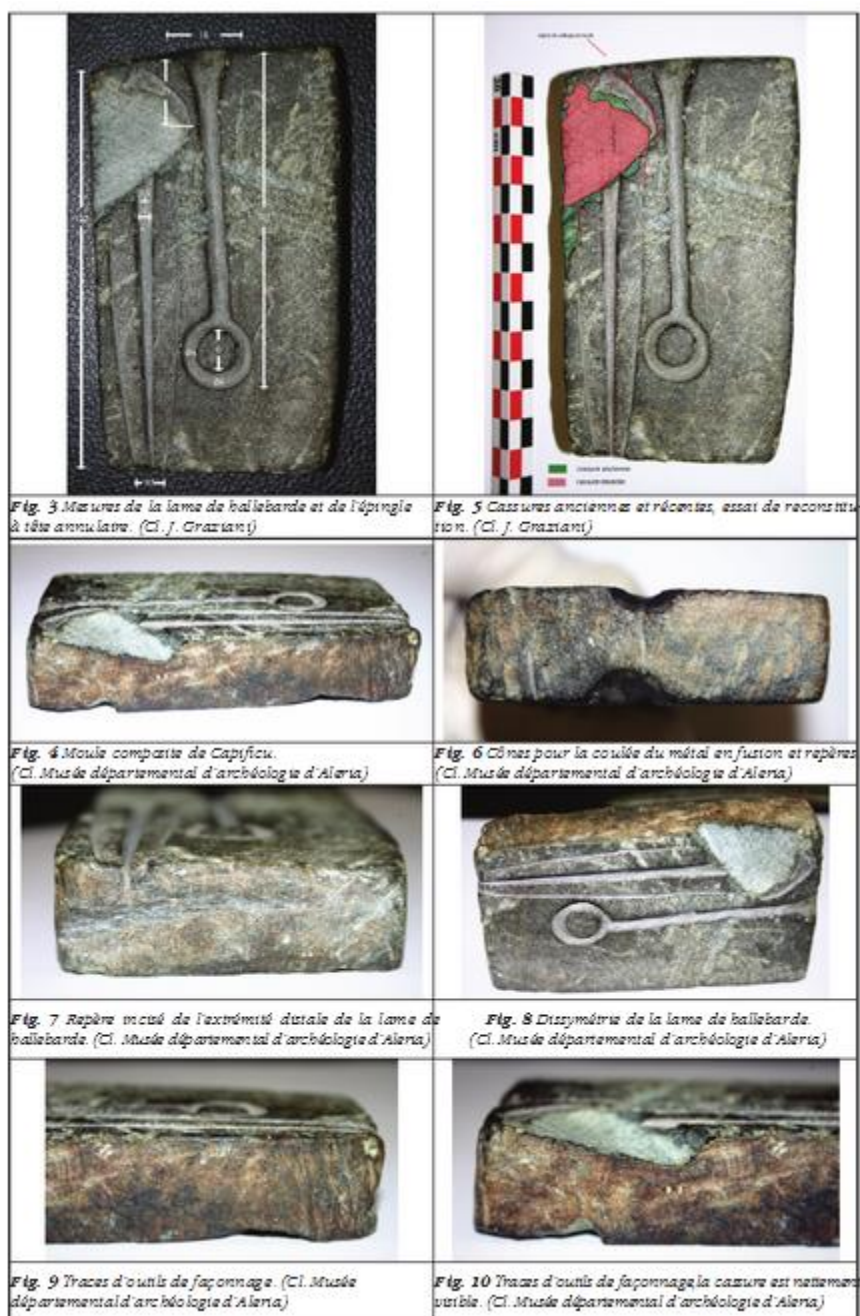 Fig. 3 Mesures de la lame de hallebarde et de l'épingle
à tête annulaire. (Cl. J. Graziani)
Fig. 5 Cassures anciennes et récentes, essai de reconstitu
tion. (Cl. J. Graziani)
Fig. 4 Moule composite de Capificu.
(Cl. Musée départemental d'archéologie d'Aleria)
Fig. 6 Cônes pour la coulée du métal en fusion et repères
(Cl. Musée départemental d'archéologie d'Aleria)
Fig. 7 Repère incisé de l'extrémité distale de la lame de
hallebarde. (Cl. Musée départemental d'archéologie d'Aleria)
Fig. 8 Dissymétrie de la lame de hallebarde.
(Cl. Musée départemental d'archéologie d'Aleria)
Fig. 9 Traces d'outils de façonnage. (Cl. Musée
départemental d'archéologie d'Aleria)
Fig. 10 Traces d'outils de façonnage,la cassure est nettement
visible. (Cl. Musée départemental d'archéologie d'Aleria)